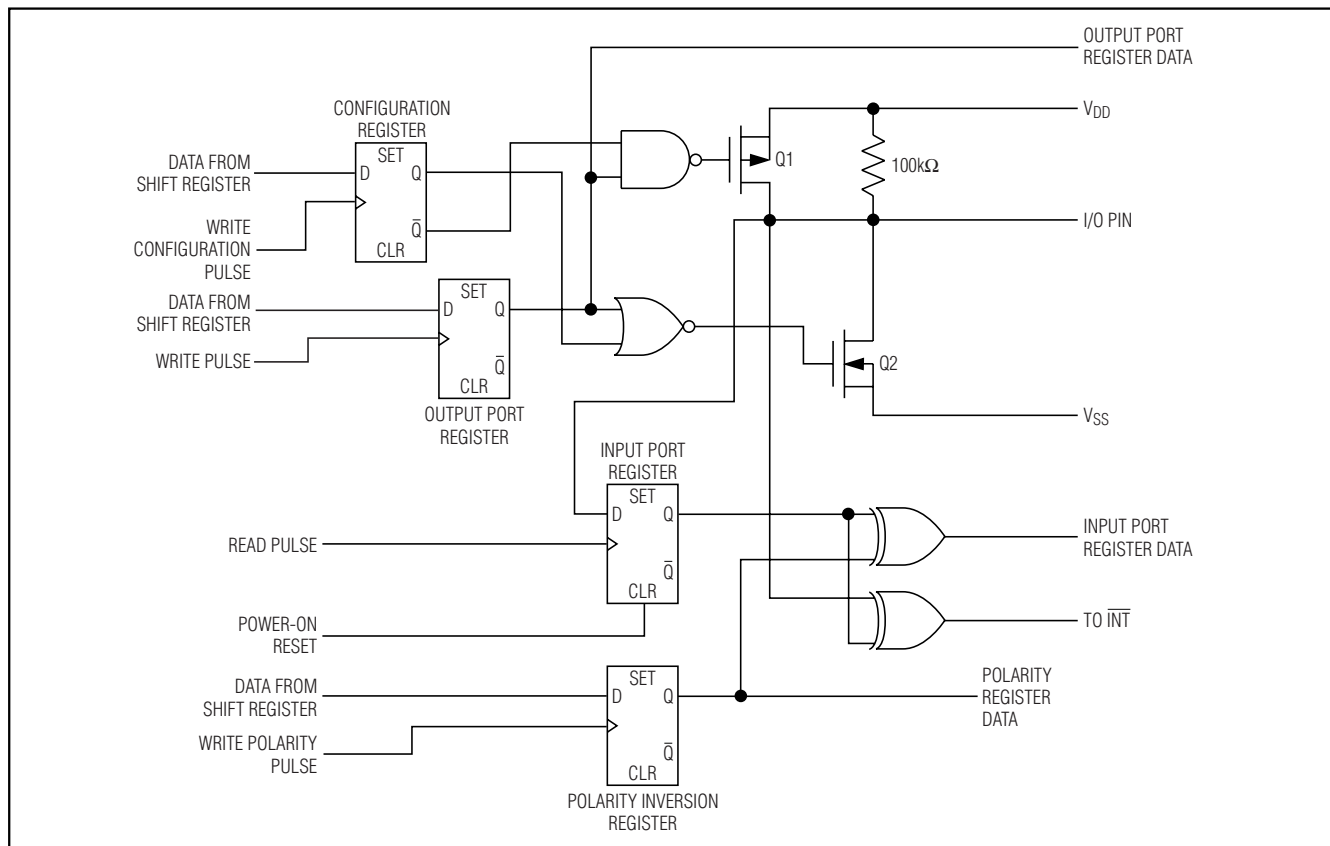 OUTPUT PORT
REGISTER DATA
CONFIGURATION
REGISTER
V_DD
SET
DATA FROM
SHIFT REGISTER
D
Q
Q1
100kΩ
WRITE
CONFIGURATION
PULSE
Q̅
CLR
I/O PIN
DATA FROM
SHIFT REGISTER
SET
D
Q
WRITE PULSE
Q̅
CLR
Q2
OUTPUT PORT
REGISTER
V_SS
INPUT PORT
REGISTER
SET
D
Q
READ PULSE
Q̅
CLR
INPUT PORT
REGISTER DATA
POWER-ON
RESET
TO I̅N̅T̅
DATA FROM
SHIFT REGISTER
SET
D
Q
POLARITY
REGISTER
DATA
WRITE POLARITY
PULSE
Q̅
CLR
POLARITY INVERSION
REGISTER